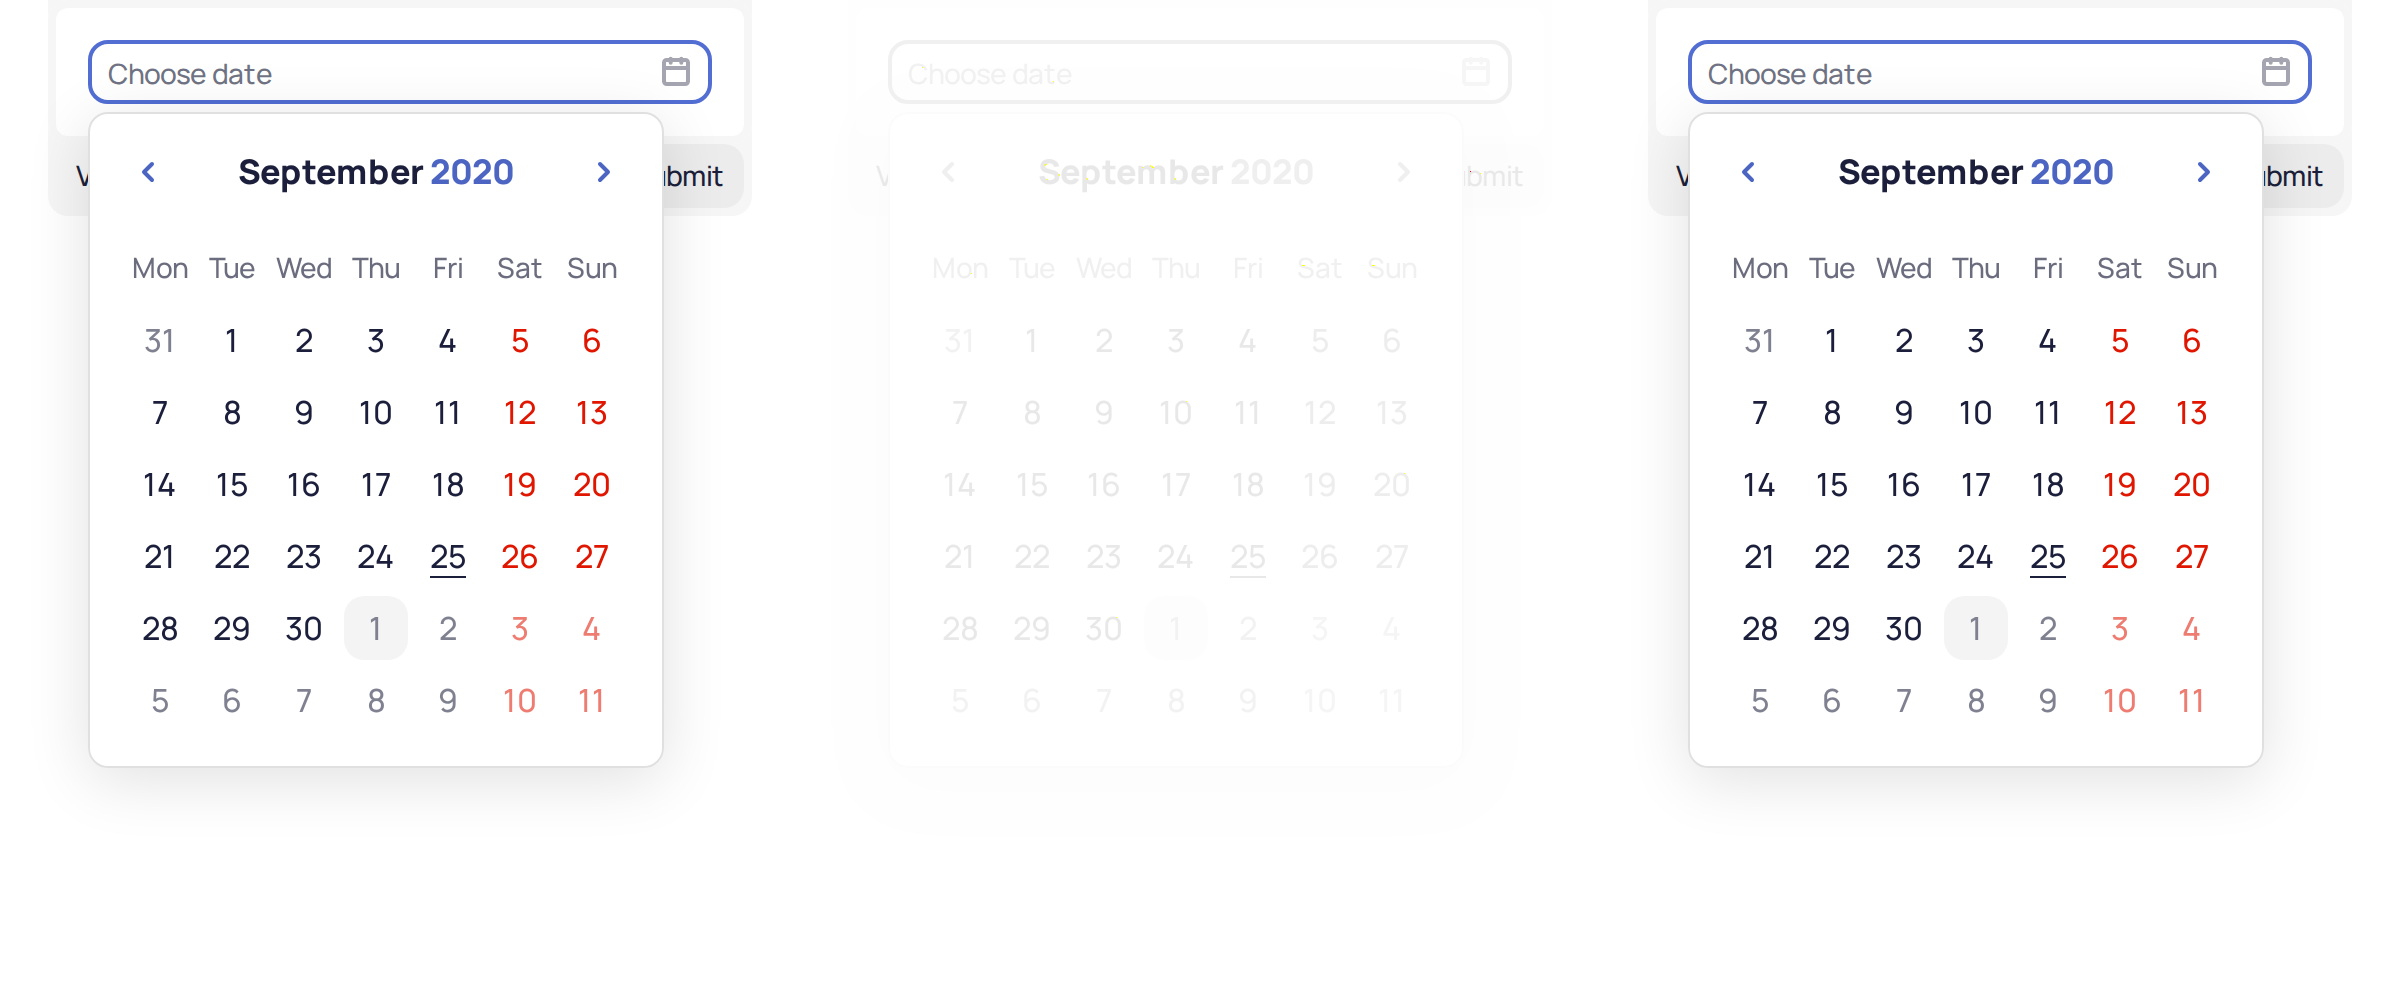 Choose date
V
bmit
September 2020
Mon Tue Wed Thu Fri Sat Sun
31 1 2 3 4 5 6
7 8 9 10 11 12 13
14 15 16 17 18 19 20
21 22 23 24 25 26 27
28 29 30 1 2 3 4
5 6 7 8 9 10 11
Choose date
V
bmit
September 2020
Mon Tue Wed Thu Fri Sat Sun
31 1 2 3 4 5 6
7 8 9 10 11 12 13
14 15 16 17 18 19 20
21 22 23 24 25 26 27
28 29 30 1 2 3 4
5 6 7 8 9 10 11
Choose date
V
bmit
September 2020
Mon Tue Wed Thu Fri Sat Sun
31 1 2 3 4 5 6
7 8 9 10 11 12 13
14 15 16 17 18 19 20
21 22 23 24 25 26 27
28 29 30 1 2 3 4
5 6 7 8 9 10 11